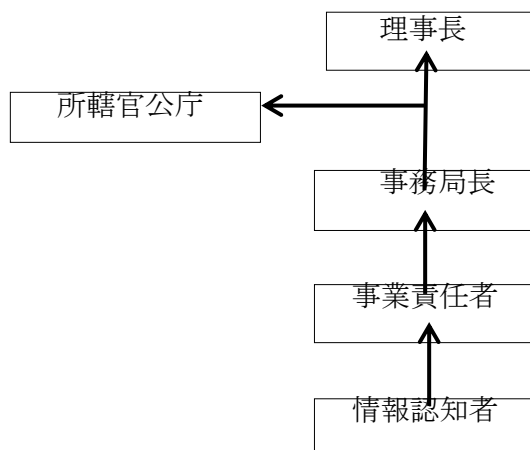 理事長
所轄官公庁
事務局長
事業責任者
情報認知者